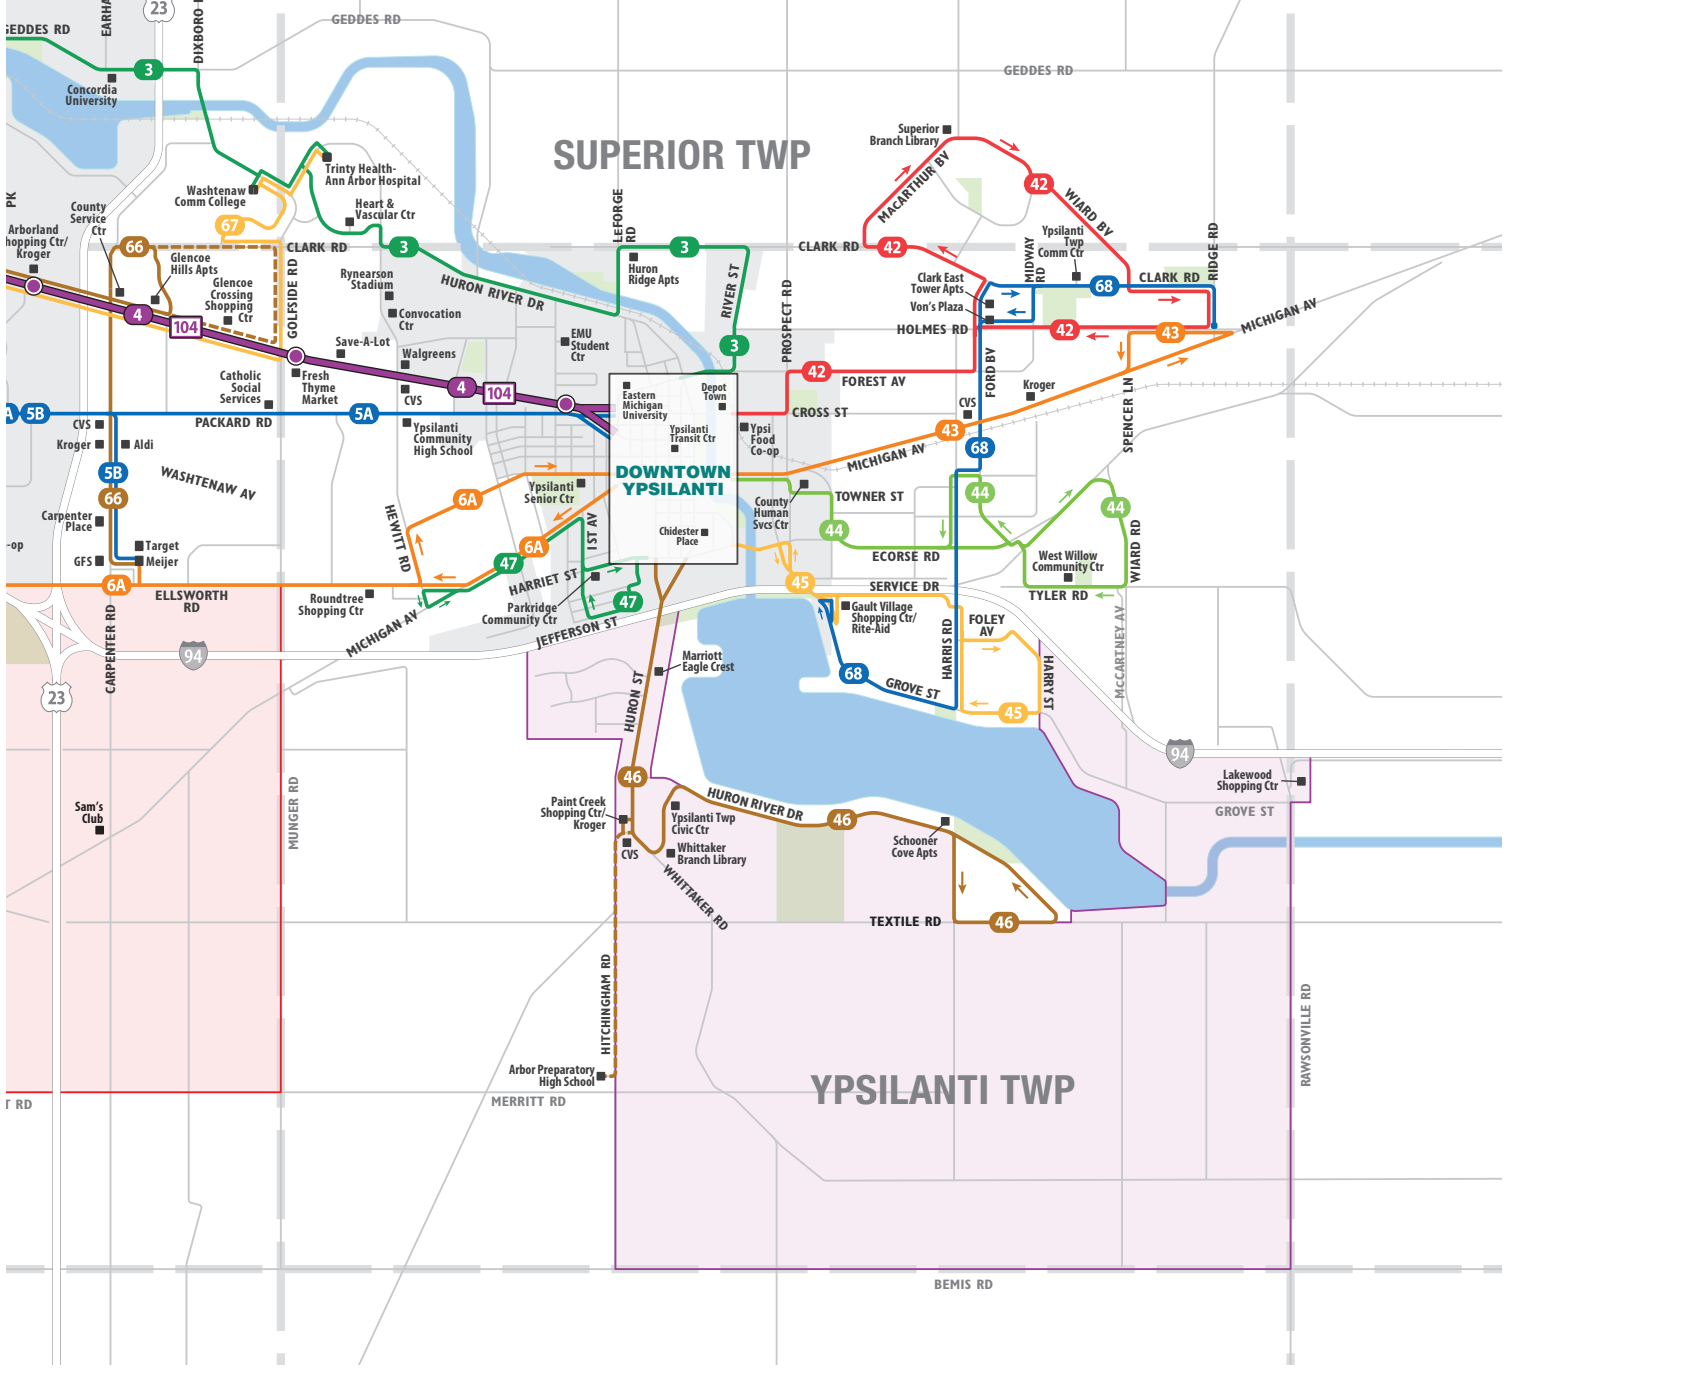 23
GEDDES RD
EARHA
DIXBORO
GEDDES RD
3
GEDDES RD
Concordia
University
SUPERIOR TWP
Superior
Branch Library
MACARTHUR BV
42
WIARD BV
Trinty Health-
Ann Arbor Hospital
Washtenaw
Comm College
Heart &
Vascular Ctr
PK
County
Service
Ctr
67
LEFORGE
RD
Arborland
hopping Ctr/
Kroger
66
CLARK RD
3
3
CLARK RD
42
Ypsilanti
Twp
Comm Ctr
MIDWAY
RD
RIDGE RD
Glencoe
Hills Apts
Glencoe
Crossing
Shopping
Ctr
GOLFSIDE RD
Rynearson
Stadium
HURON RIVER DR
Huron
Ridge Apts
RIVER ST
PROSPECT RD
Clark East
Tower Apts
Von's Plaza
68
CLARK RD
4
104
Convocation
Ctr
HOLMES RD
42
43
MICHIGAN AV
Save-A-Lot
EMU
Student
Ctr
3
Walgreens
Catholic
Social
Services
Fresh
Thyme
Market
4
104
CVS
42
FOREST AV
FORD BV
Kroger
SPENCER LN
Eastern
Michigan
University
Depot
Town
CROSS ST
CVS
A
5B
5A
PACKARD RD
CVS
Kroger
Aldi
Ypsilanti
Community
High School
Ypsilanti
Transit Ctr
Ypsi
Food
Co-op
43
68
MICHIGAN AV
5B
66
WASHTENAW AV
DOWNTOWN
YPSILANTI
6A
Ypsilanti
Senior Ctr
County
Human
Svcs Ctr
TOWNER ST
44
44
Carpenter
Place
HEWITT RD
1ST AV
Chidester
Place
44
WIARD RD
-op
Target
Meijer
GFS
6A
47
ECORSE RD
West Willow
Community Ctr
6A
HARRIET ST
45
SERVICE DR
TYLER RD
ELLSWORTH
RD
Roundtree
Shopping Ctr
Parkridge
Community Ctr
47
Gault Village
Shopping Ctr/
Rite-Aid
FOLEY
AV
MICHIGAN AV
JEFFERSON ST
HARRIS RD
CARPENTER RD
94
23
Marriott
Eagle Crest
68
GROVE ST
HARRY ST
McCARTNEY AV
HURON ST
45
94
MUNGER RD
46
Lakewood
Shopping Ctr
Sam's
Club
Paint Creek
Shopping Ctr/
Kroger
HURON RIVER DR
Ypsilanti Twp
Civic Ctr
46
GROVE ST
CVS
Whittaker
Branch Library
Schooner
Cove Apts
WHITTAKER RD
TEXTILE RD
46
HITCHINGHAM RD
RAWSONVILLE RD
Arbor Preparatory
High School
YPSILANTI TWP
T RD
MERRITT RD
BEMIS RD